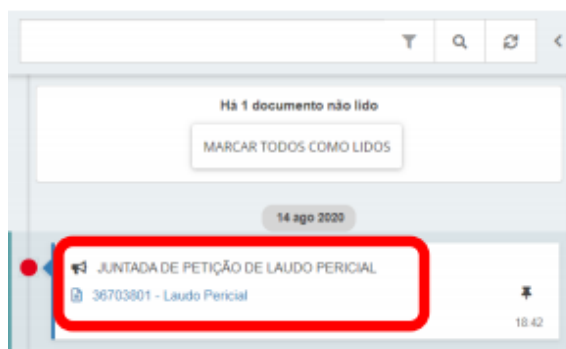 Há 1 documento não lido
MARCAR TODOS COMO LIDOS
14 ago 2020
JUNTADA DE PETIÇÃO DE LAUDO PERICIAL
36703801 - Laudo Pericial
18:42